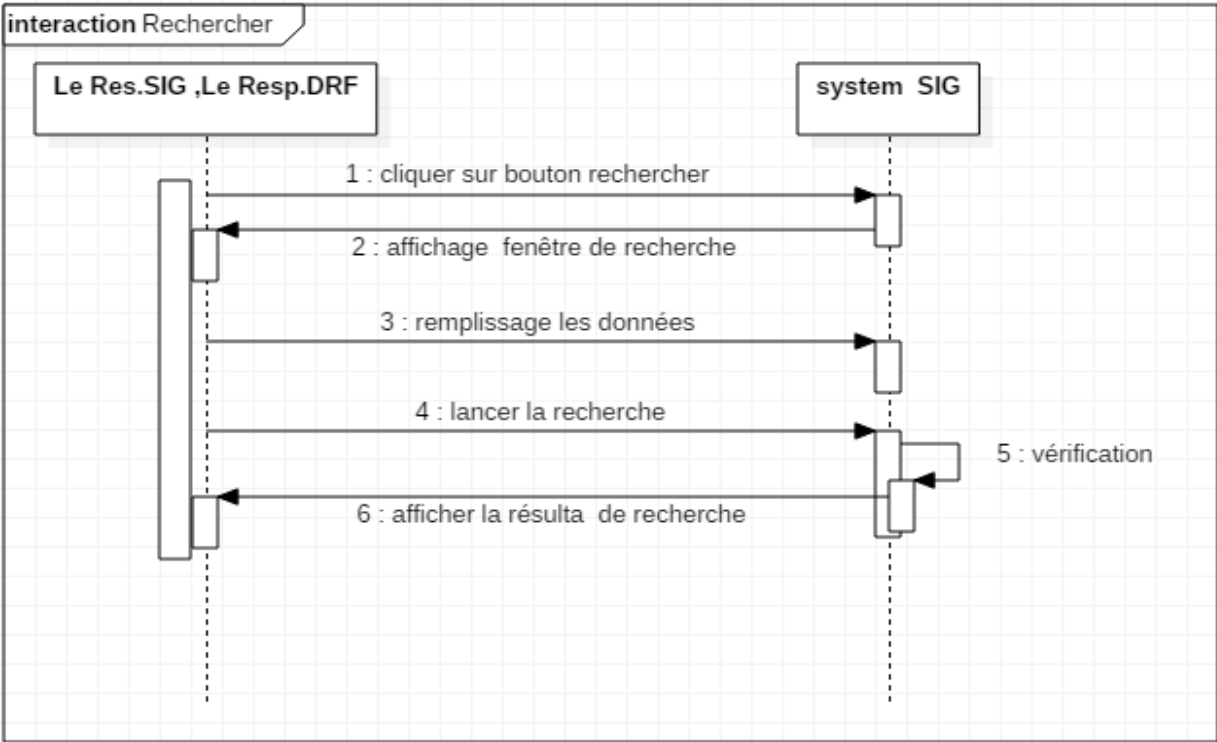 interaction Rechercher
Le Res.SIG ,Le Resp.DRF
system SIG
1 : cliquer sur bouton rechercher
2 : affichage fenêtre de recherche
3 : remplissage les données
4 : lancer la recherche
5 : vérification
6 : afficher la résulta de recherche